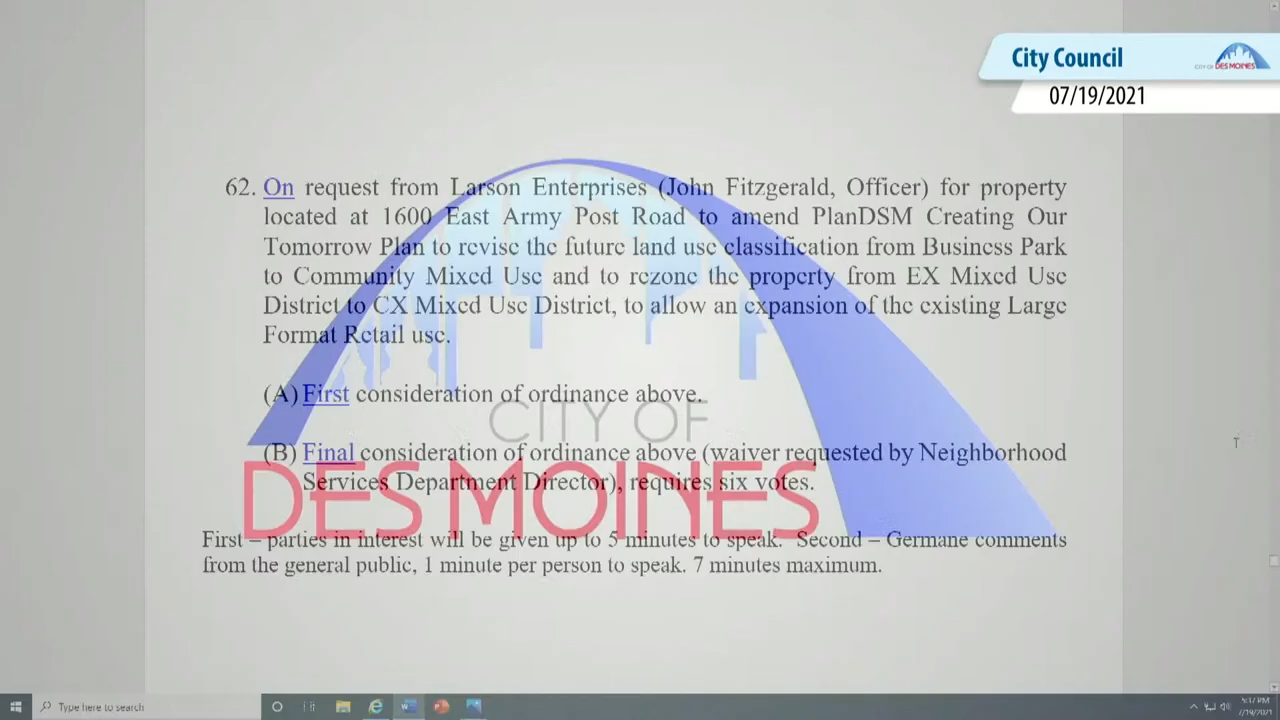 City Council
CITY OF DES MOINES
07/19/2021
62. On request from Larson Enterprises (John Fitzgerald, Officer) for property
located at 1600 East Army Post Road to amend PlanDSM Creating Our
Tomorrow Plan to revise the future land use classification from Business Park
to Community Mixed Use and to rezone the property from EX Mixed Use
District to CX Mixed Use District, to allow an expansion of the existing Large
Format Retail use.
(A) First consideration of ordinance above.
CITY OF
(B) Final consideration of ordinance above (waiver requested by Neighborhood
Services Department Director), requires six votes.
DES MOINES
First – parties in interest will be given up to 5 minutes to speak. Second – Germane comments
from the general public, 1 minute per person to speak. 7 minutes maximum.
Type here to search
5:37 PM
7/19/2021